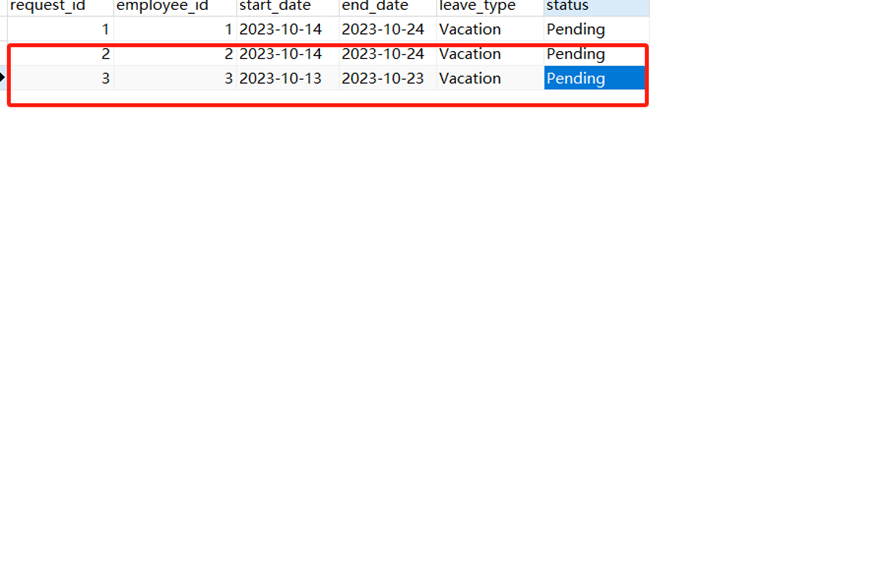 request_id employee_id start_date end_date leave_type status
1 1 2023-10-14 2023-10-24 Vacation Pending
2 2 2023-10-14 2023-10-24 Vacation Pending
3 3 2023-10-13 2023-10-23 Vacation Pending